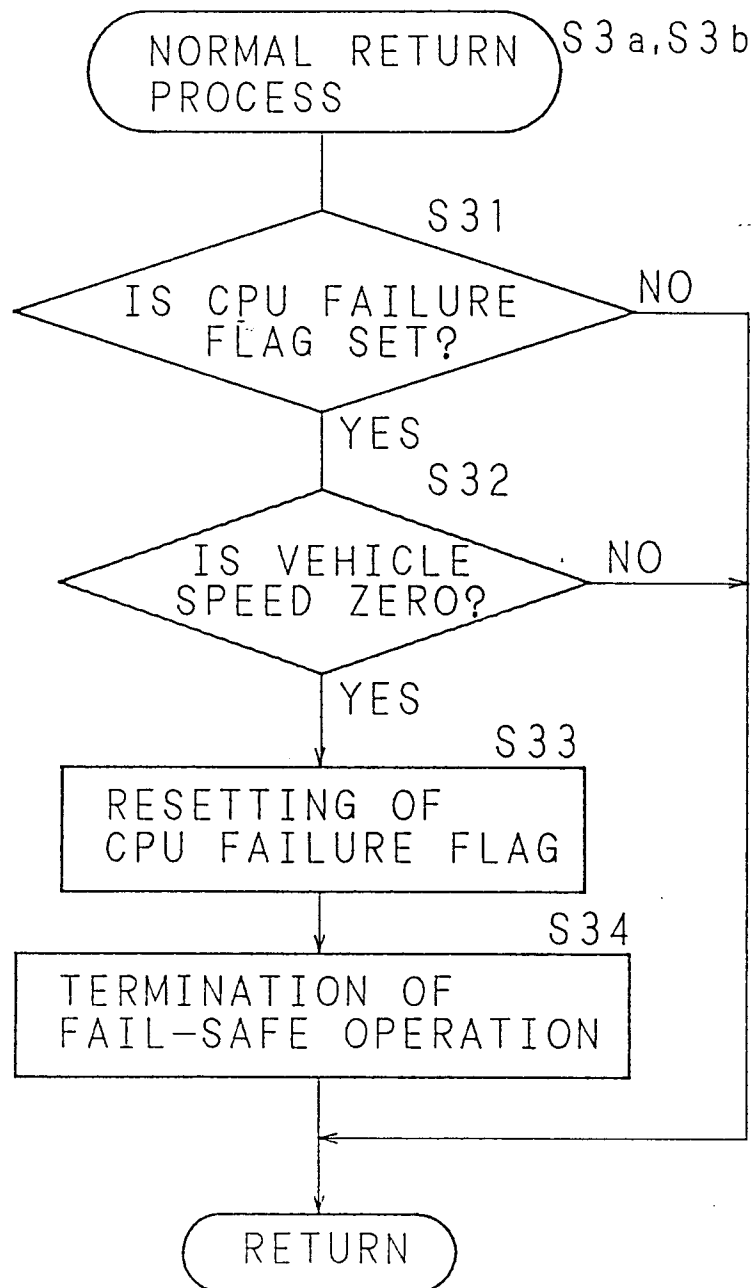 NORMAL RETURN
PROCESS
S3a,S3b
S31
IS CPU FAILURE
FLAG SET?
NO
YES
S32
IS VEHICLE
SPEED ZERO?
NO
YES
S33
RESETTING OF
CPU FAILURE FLAG
S34
TERMINATION OF
FAIL-SAFE OPERATION
RETURN